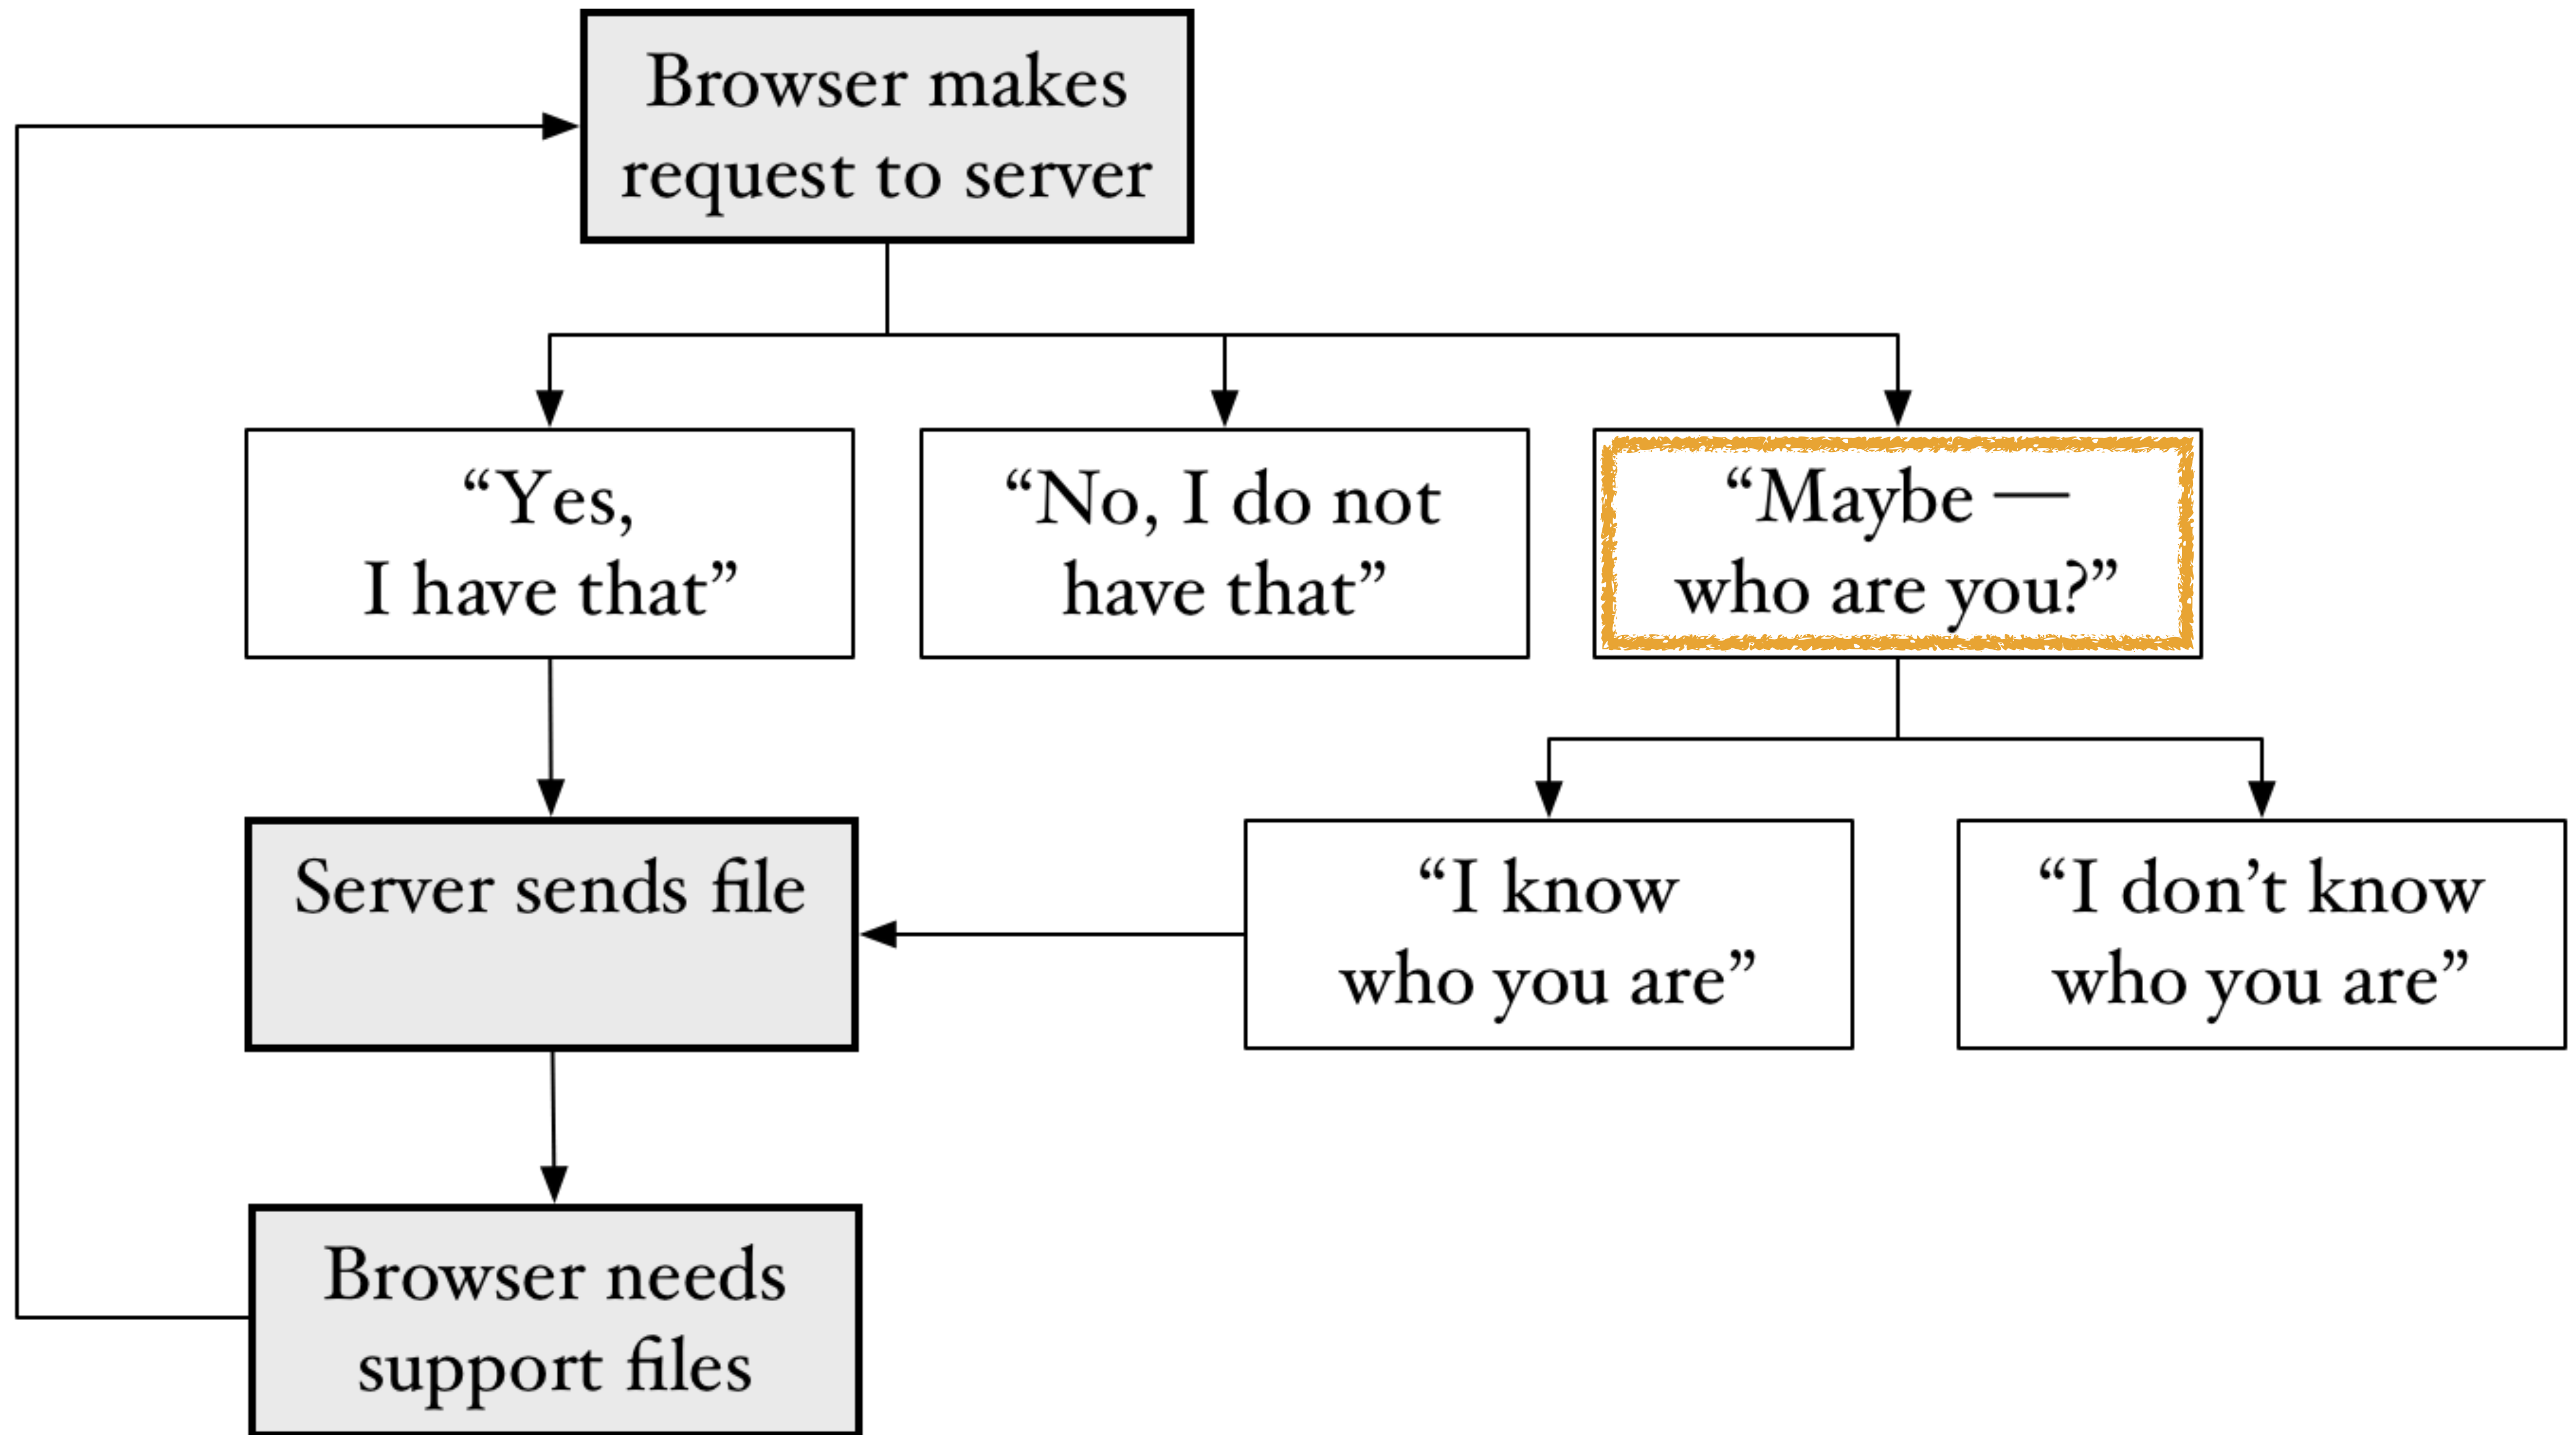 Browser makes
request to server
“Yes,
I have that”
“No, I do not
have that”
“Maybe —
who are you?”
Server sends file
“I know
who you are”
“I don’t know
who you are”
Browser needs
support files